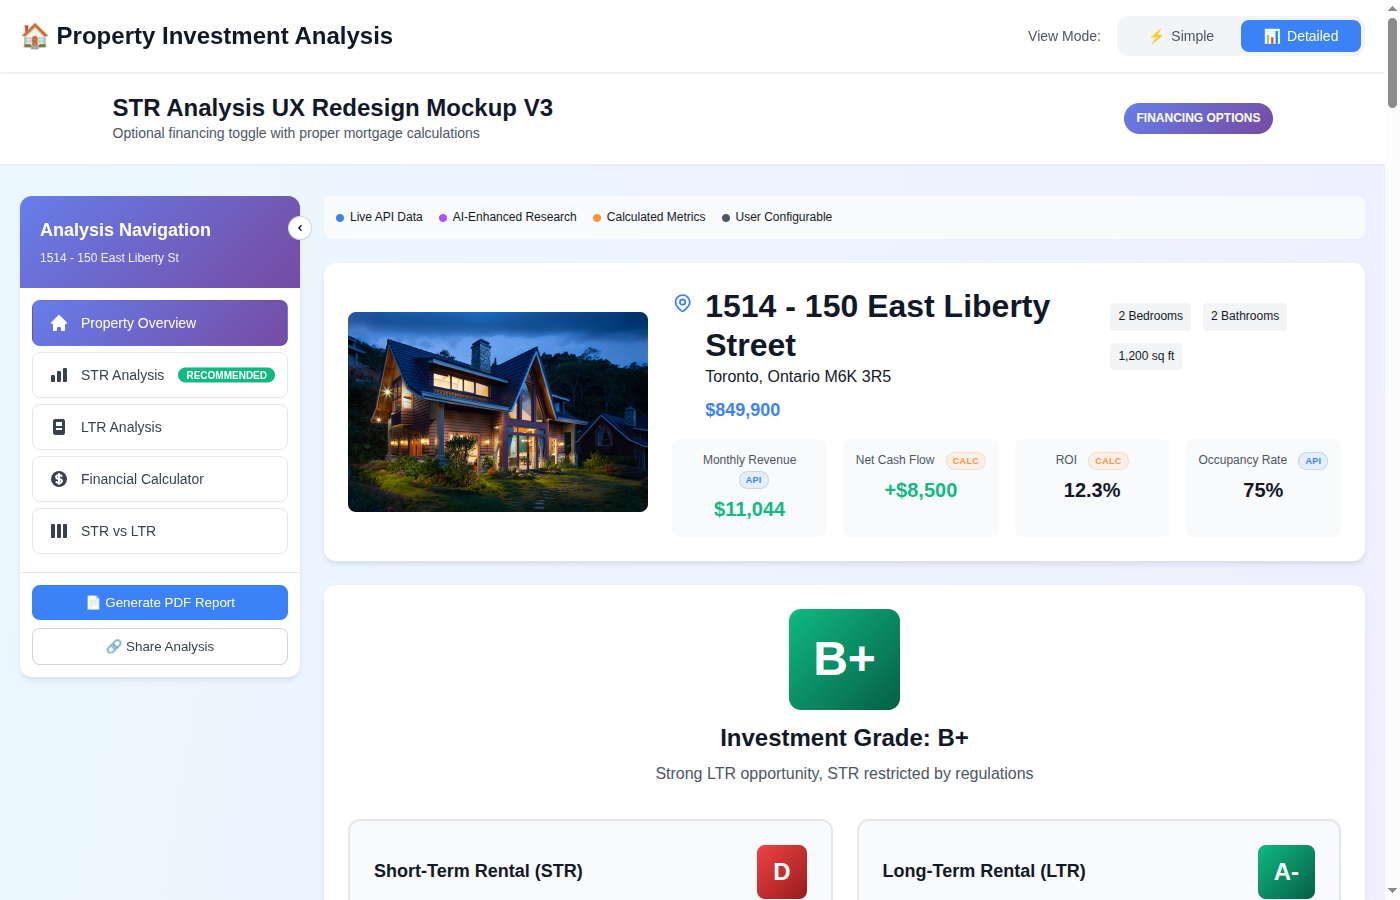 🏠 Property Investment Analysis
View Mode:
⚡ Simple
📊 Detailed
STR Analysis UX Redesign Mockup V3
Optional financing toggle with proper mortgage calculations
FINANCING OPTIONS
Analysis Navigation
1514 - 150 East Liberty St
Property Overview
STR Analysis RECOMMENDED
LTR Analysis
Financial Calculator
STR vs LTR
📄 Generate PDF Report
🔗 Share Analysis
Live API Data
AI-Enhanced Research
Calculated Metrics
User Configurable
1514 - 150 East Liberty
Street
Toronto, Ontario M6K 3R5
$849,900
2 Bedrooms
2 Bathrooms
1,200 sq ft
Monthly Revenue
API
$11,044
Net Cash Flow CALC
+$8,500
ROI CALC
12.3%
Occupancy Rate API
75%
B+
Investment Grade: B+
Strong LTR opportunity, STR restricted by regulations
Short-Term Rental (STR)
D
Long-Term Rental (LTR)
A-